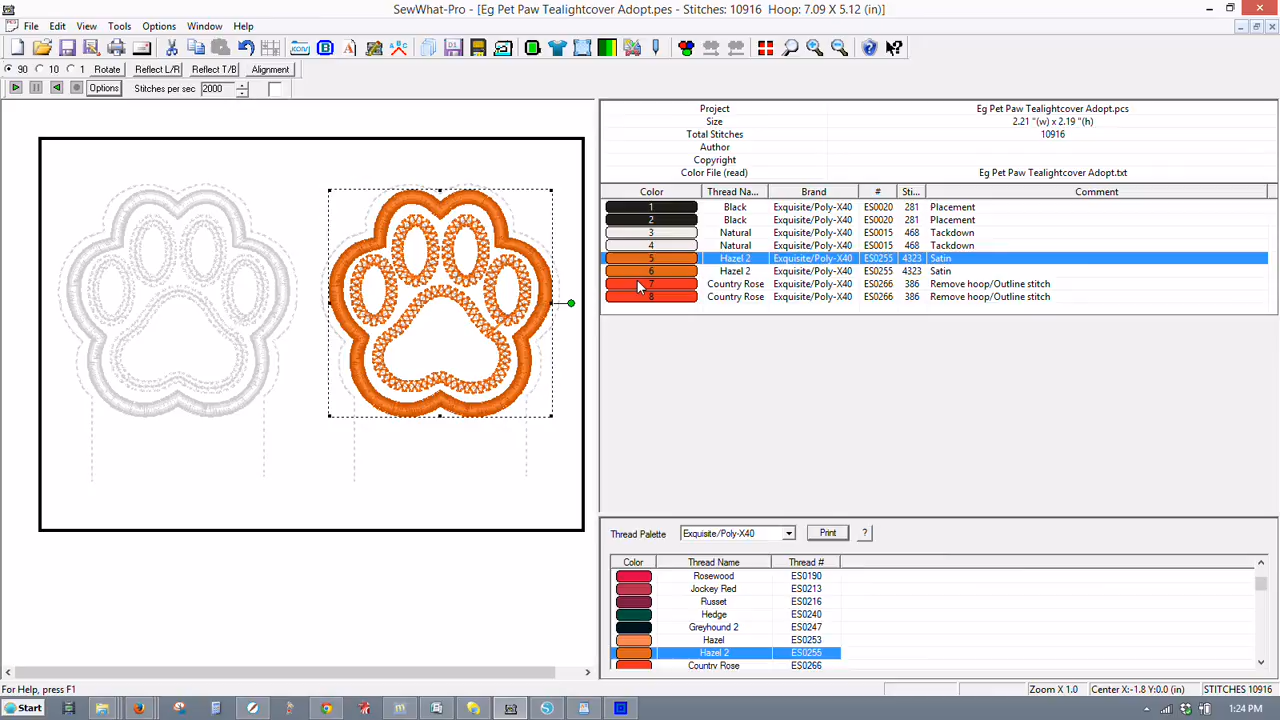 SewWhat-Pro - [Eg Pet Paw Tealightcover Adopt.pes - Stitches: 10916 Hoop: 7.09 X 5.12 (in)]
File Edit View Tools Options Window Help
90 10 1 Rotate Reflect L/R Reflect T/B Alignment
Options Stitches per sec 2000
Project Eg Pet Paw Tealightcover Adopt.pes
Size 2.21 "(w) x 2.19 "(h)
Total Stitches 10916
Author
Copyright
Color File (read) Eg Pet Paw Tealightcover Adopt.txt
Color Thread Na... Brand # Sti... Comment
1 Black Exquisite/Poly-X40 ES0020 281 Placement
2 Black Exquisite/Poly-X40 ES0020 281 Placement
3 Natural Exquisite/Poly-X40 ES0015 468 Tackdown
4 Natural Exquisite/Poly-X40 ES0015 468 Tackdown
5 Hazel 2 Exquisite/Poly-X40 ES0255 4323 Satin
6 Hazel 2 Exquisite/Poly-X40 ES0255 4323 Satin
7 Country Rose Exquisite/Poly-X40 ES0266 386 Remove hoop/Outline stitch
8 Country Rose Exquisite/Poly-X40 ES0266 386 Remove hoop/Outline stitch
Thread Palette Exquisite/Poly-X40 Print ?
Color Thread Name Thread #
Rosewood ES0190
Jockey Red ES0213
Russet ES0216
Hedge ES0240
Greyhound 2 ES0247
Hazel ES0253
Hazel 2 ES0255
Country Rose ES0266
For Help, press F1 Zoom X 1.0 Center X:-1.8 Y:0.0 (in) STITCHES 10916
Start 1:24 PM